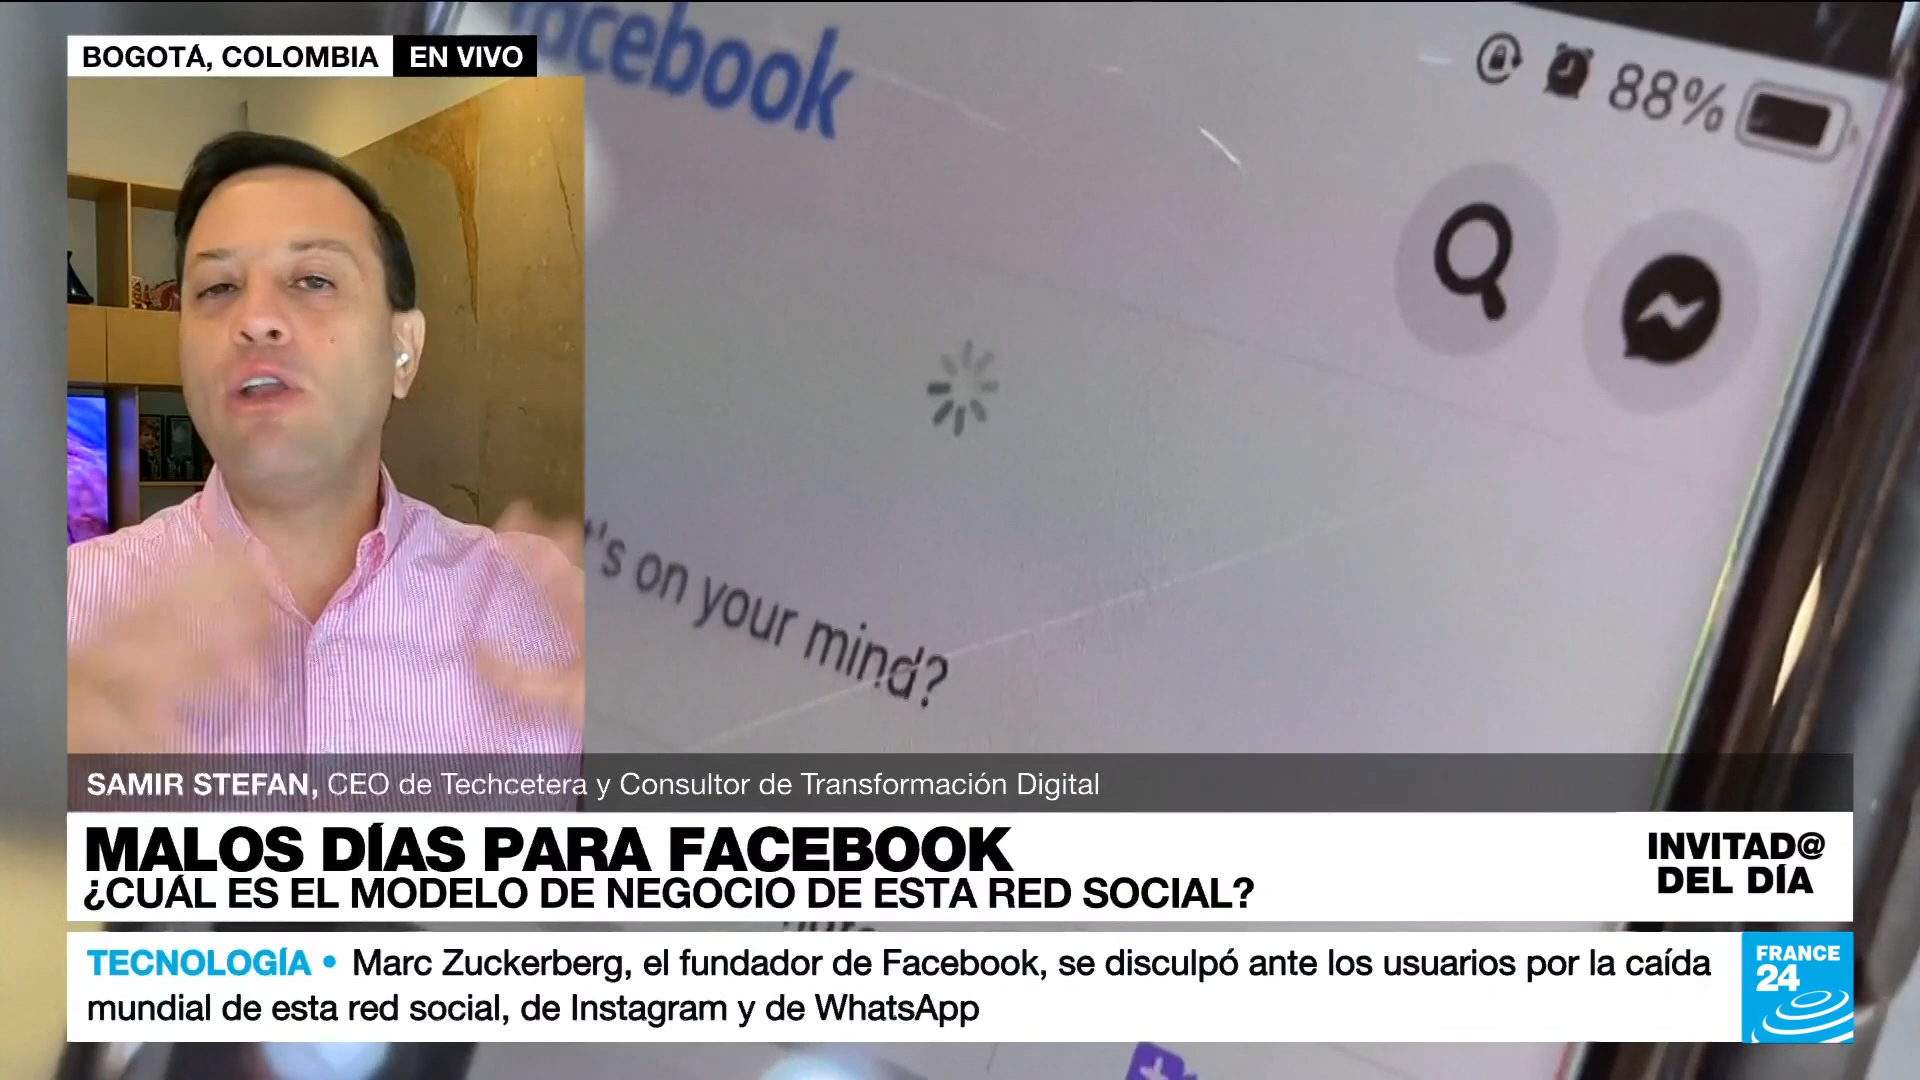 BOGOTÁ, COLOMBIA EN VIVO
facebook
88%
's on your mind?
SAMIR STEFAN, CEO de Techcetera y Consultor de Transformación Digital
MALOS DÍAS PARA FACEBOOK
¿CUÁL ES EL MODELO DE NEGOCIO DE ESTA RED SOCIAL?
INVITAD@
DEL DÍA
TECNOLOGÍA • Marc Zuckerberg, el fundador de Facebook, se disculpó ante los usuarios por la caída
mundial de esta red social, de Instagram y de WhatsApp
FRANCE
24